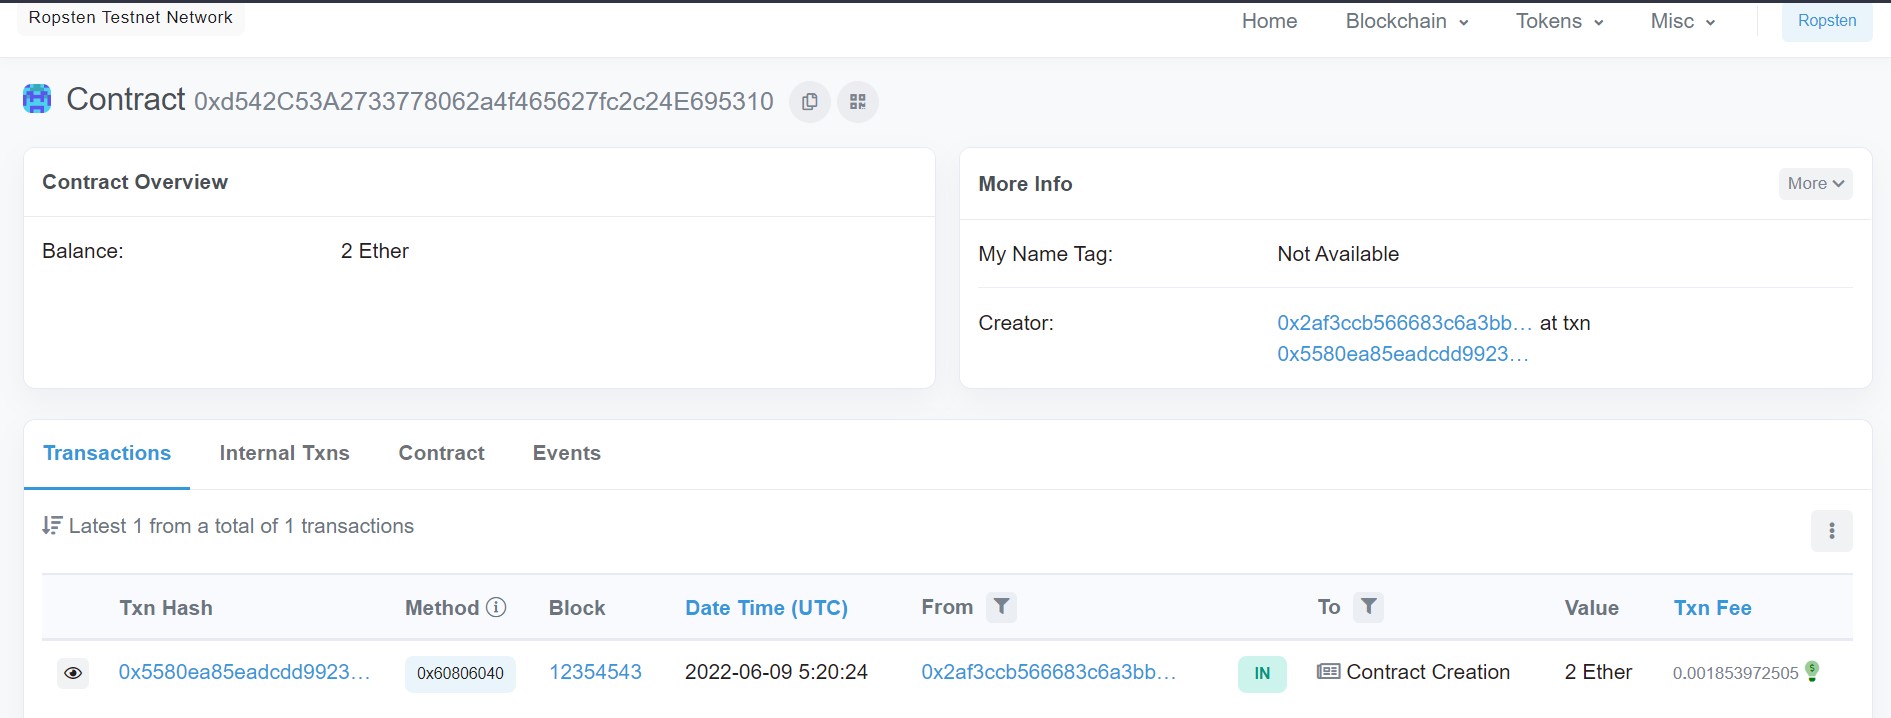 Ropsten Testnet Network
Home Blockchain Tokens Misc Ropsten
Contract 0xd542C53A2733778062a4f465627fc2c24E695310
Contract Overview
Balance: 2 Ether
More Info More
My Name Tag: Not Available
Creator: 0x2af3ccb566683c6a3bb... at txn
0x5580ea85eadcdd9923...
Transactions Internal Txns Contract Events
Latest 1 from a total of 1 transactions
Txn Hash Method Block Date Time (UTC) From To Value Txn Fee
0x5580ea85eadcdd9923... 0x60806040 12354543 2022-06-09 5:20:24 0x2af3ccb566683c6a3bb... IN Contract Creation 2 Ether 0.001853972505